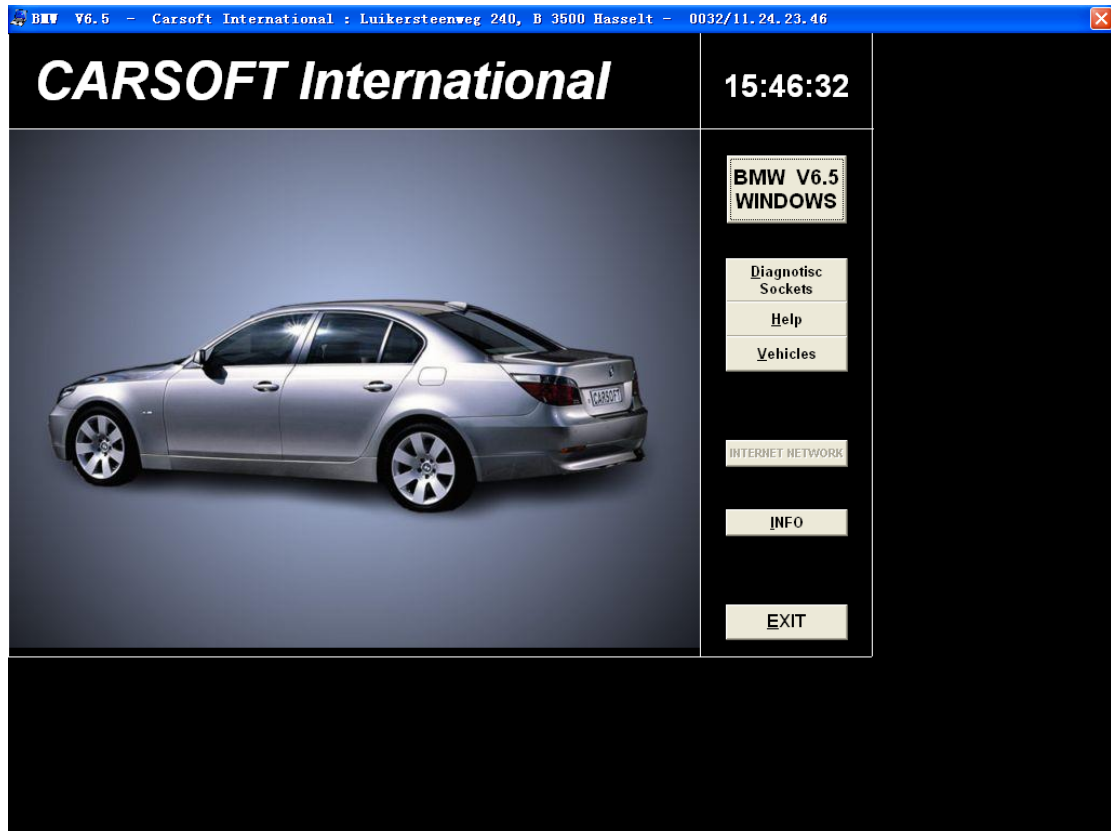 BMW V6.5 - Carsoft International : Luikersteenweg 240, B 3500 Hasselt - 0032/11.24.23.46
CARSOFT International
15:46:32
BMW V6.5
WINDOWS
Diagnotisc
Sockets
Help
Vehicles
CARSOFT
INTERNET NETWORK
INFO
EXIT